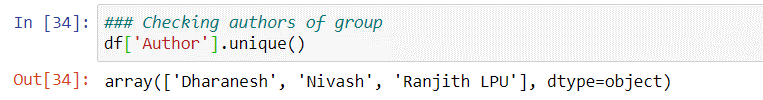 In [34]: ### Checking authors of group
df['Author'].unique()
Out[34]: array(['Dharanesh', 'Nivash', 'Ranjith LPU'], dtype=object)